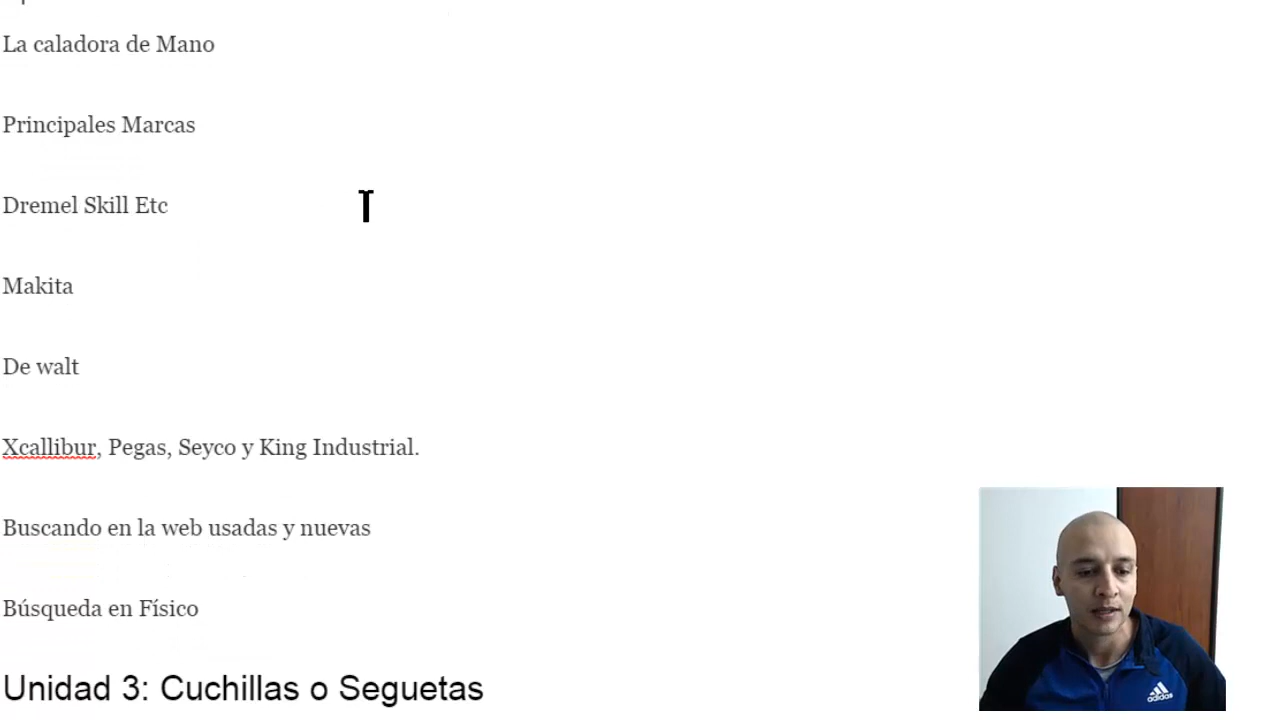 La caladora de Mano
Principales Marcas
Dremel Skill Etc
Makita
De walt
Xcallibur, Pegas, Seyco y King Industrial.
Buscando en la web usadas y nuevas
Búsqueda en Físico
Unidad 3: Cuchillas o Seguetas
adidas